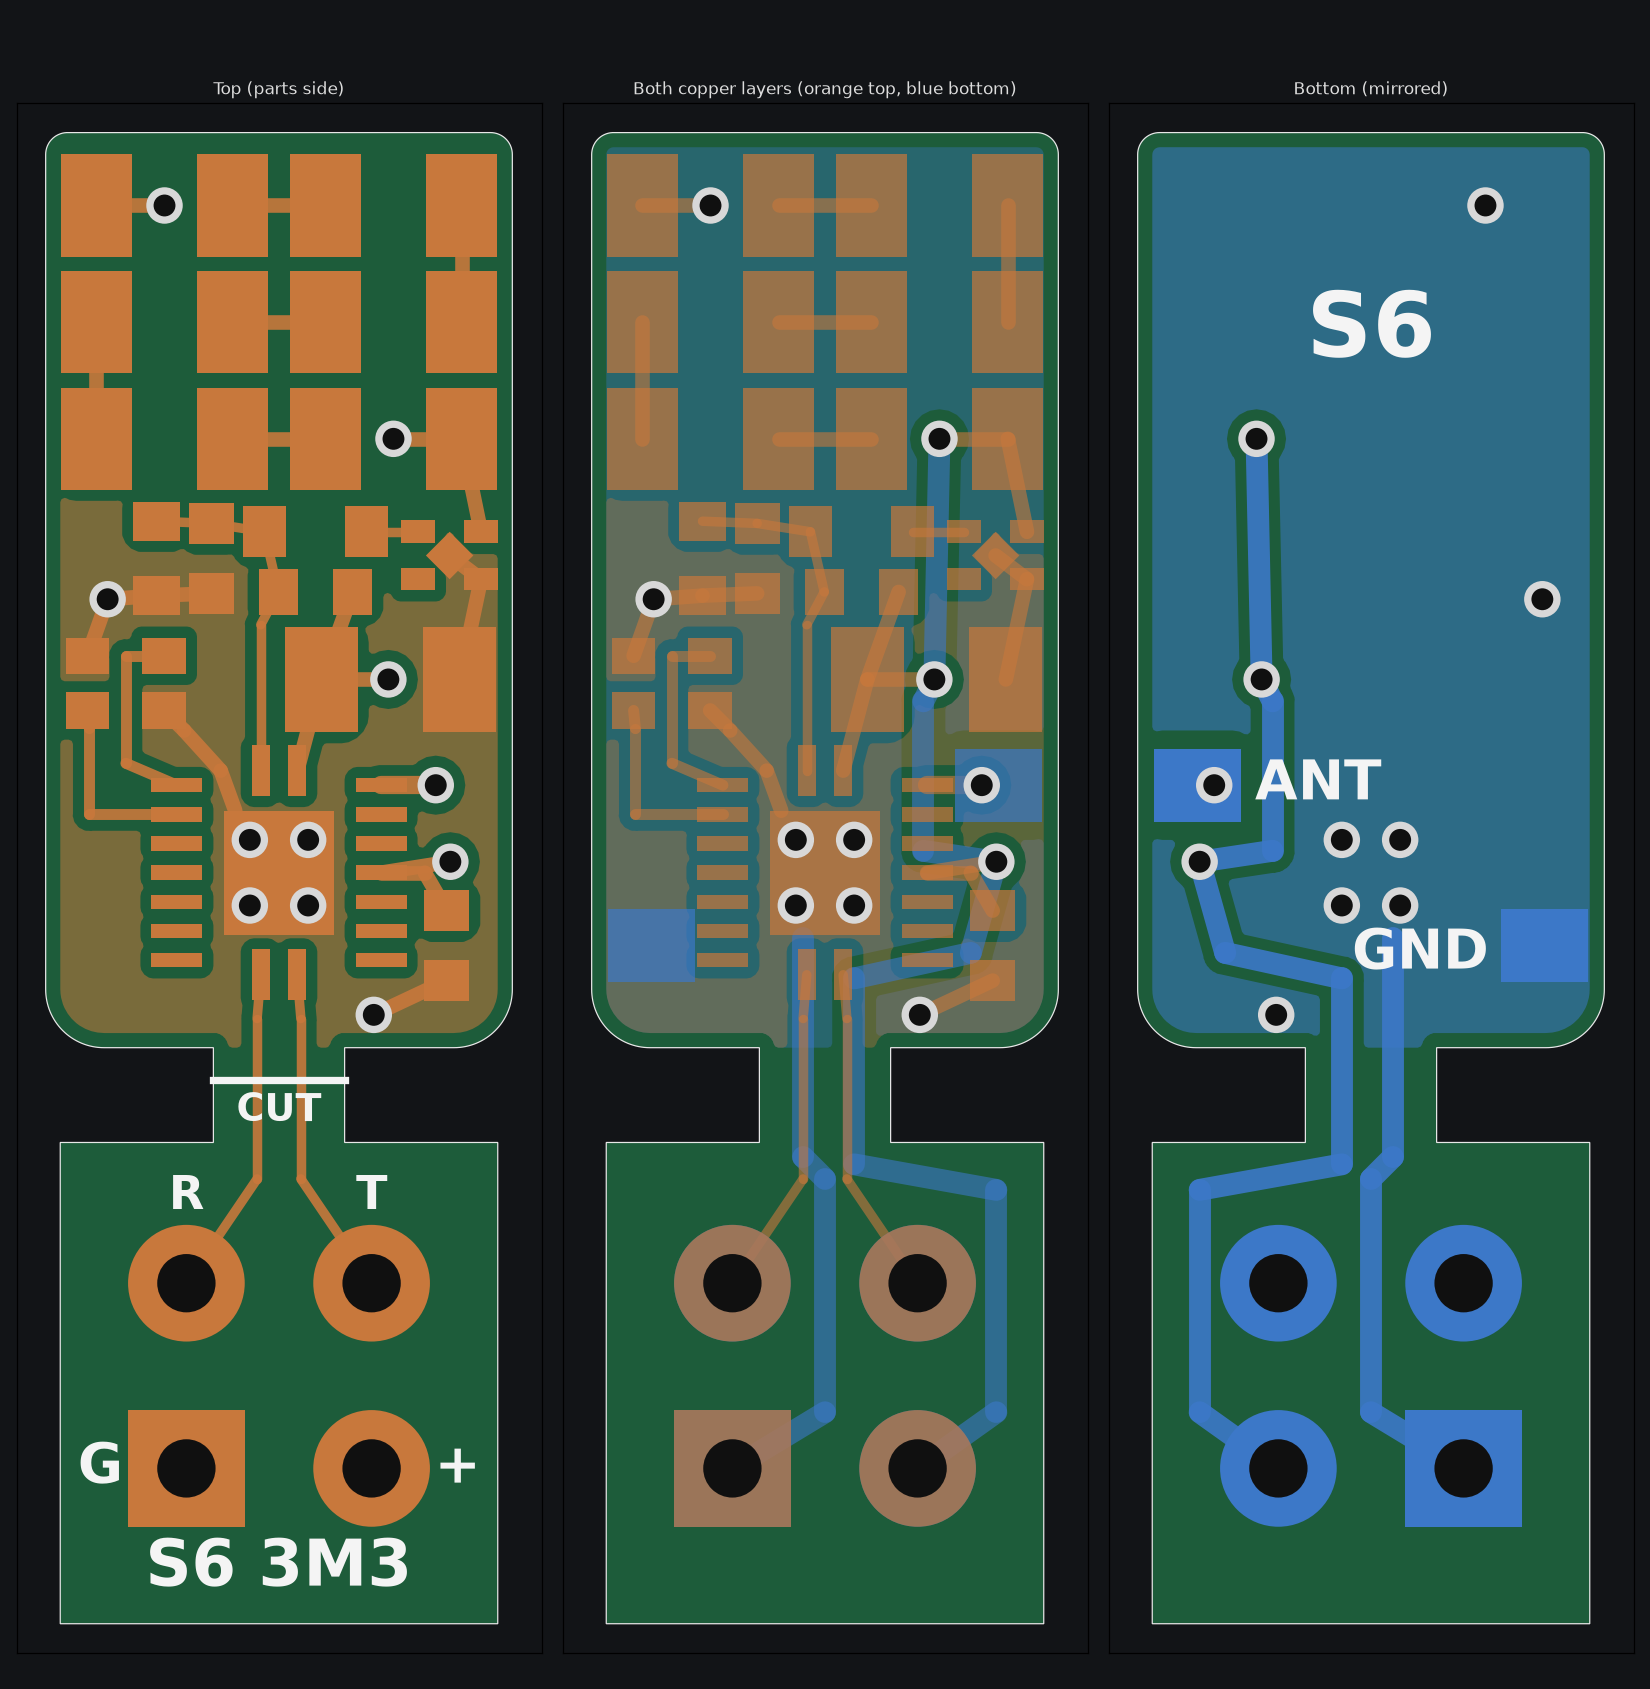 Top (parts side)
Both copper layers (orange top, blue bottom)
Bottom (mirrored)
S6
ANT
GND
CUT
R T
G +
S6 3M3